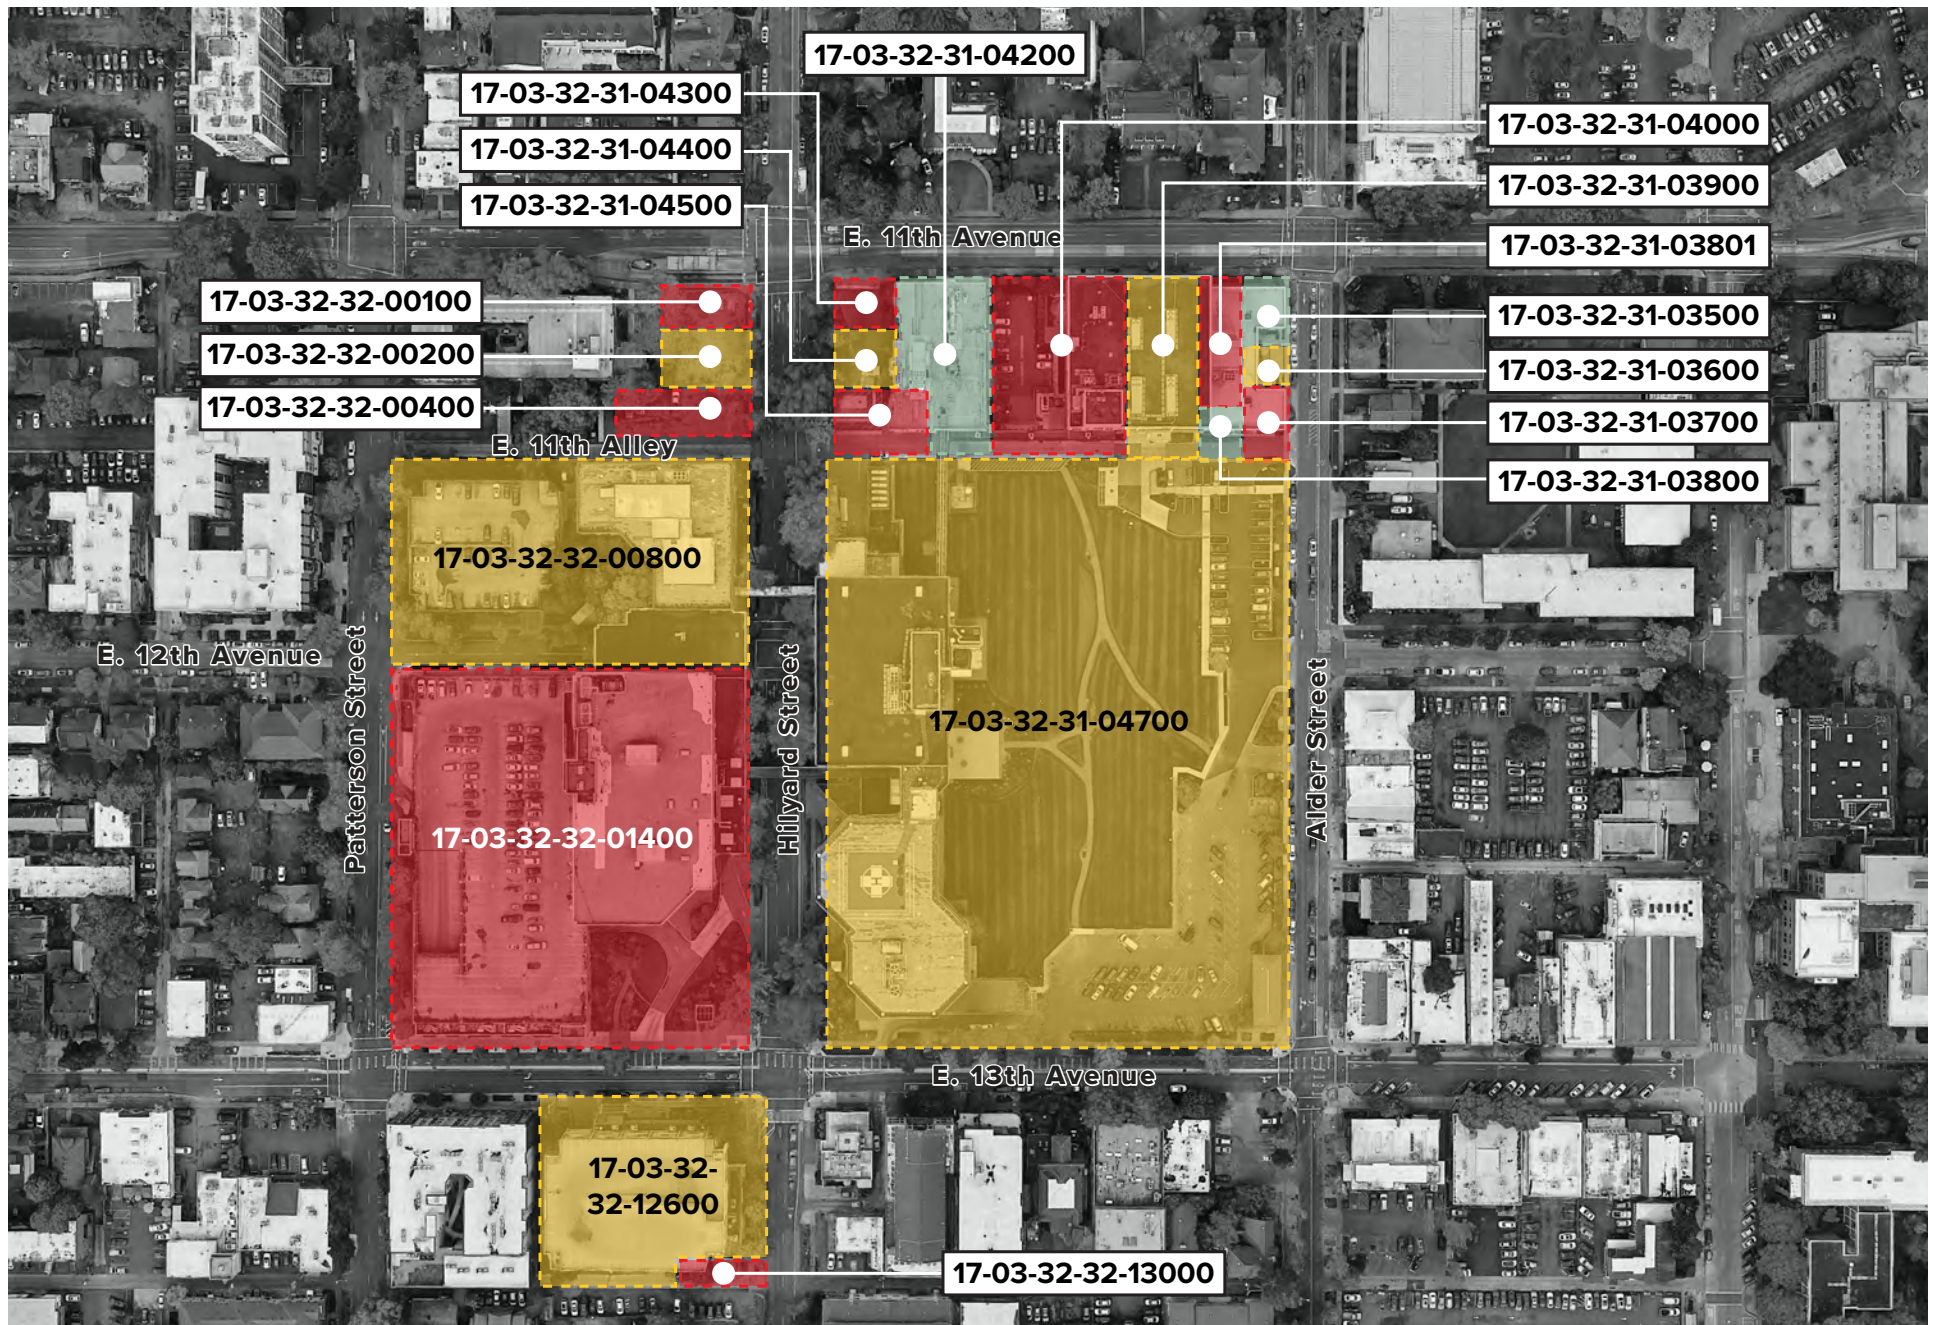 17-03-32-31-04200
17-03-32-31-04300
17-03-32-31-04000
17-03-32-31-04400
17-03-32-31-03900
17-03-32-31-04500
E. 11th Avenue
17-03-32-31-03801
17-03-32-32-00100
17-03-32-31-03500
17-03-32-32-00200
17-03-32-31-03600
17-03-32-32-00400
17-03-32-31-03700
E. 11th Alley
17-03-32-31-03800
17-03-32-32-00800
E. 12th Avenue
Patterson Street
Hilyard Street
17-03-32-31-04700
Alder Street
17-03-32-32-01400
H
E. 13th Avenue
17-03-32-
32-12600
17-03-32-32-13000